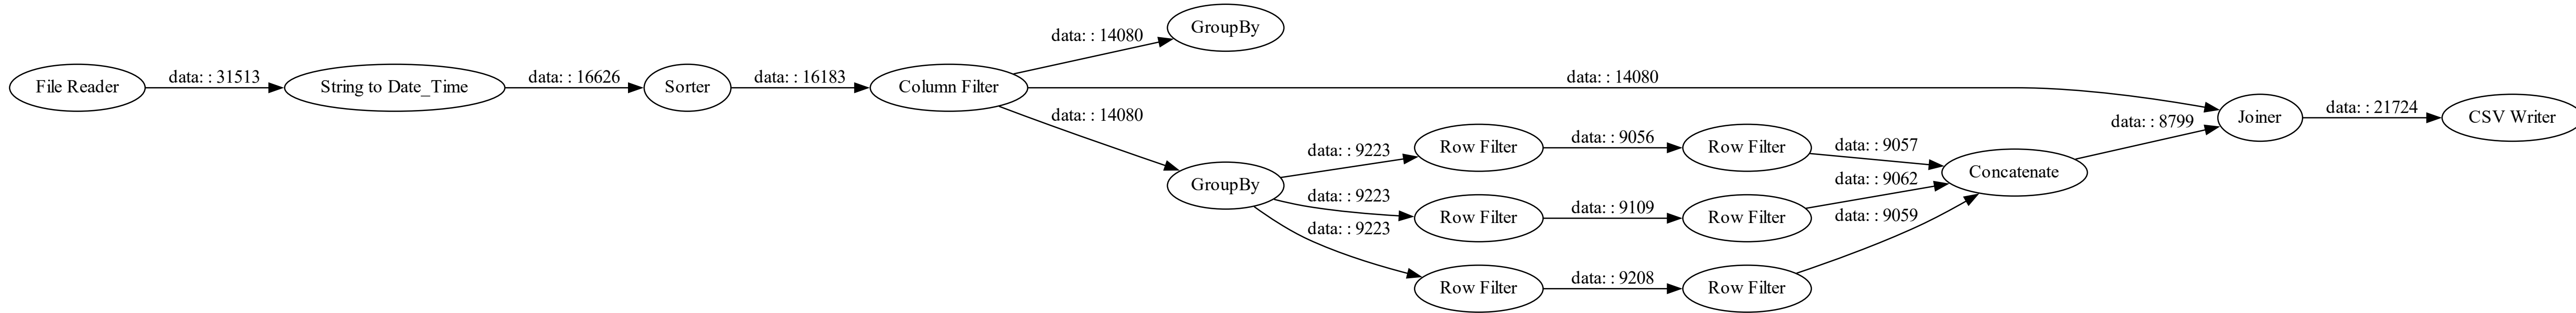 File Reader
data: : 31513
String to Date_Time
data: : 16626
Sorter
data: : 16183
Column Filter
data: : 14080
GroupBy
data: : 14080
data: : 14080
GroupBy
data: : 9223
Row Filter
data: : 9056
Row Filter
data: : 9057
data: : 9223
Row Filter
data: : 9109
Row Filter
data: : 9062
data: : 9223
Row Filter
data: : 9208
Row Filter
data: : 9059
Concatenate
data: : 8799
Joiner
data: : 21724
CSV Writer